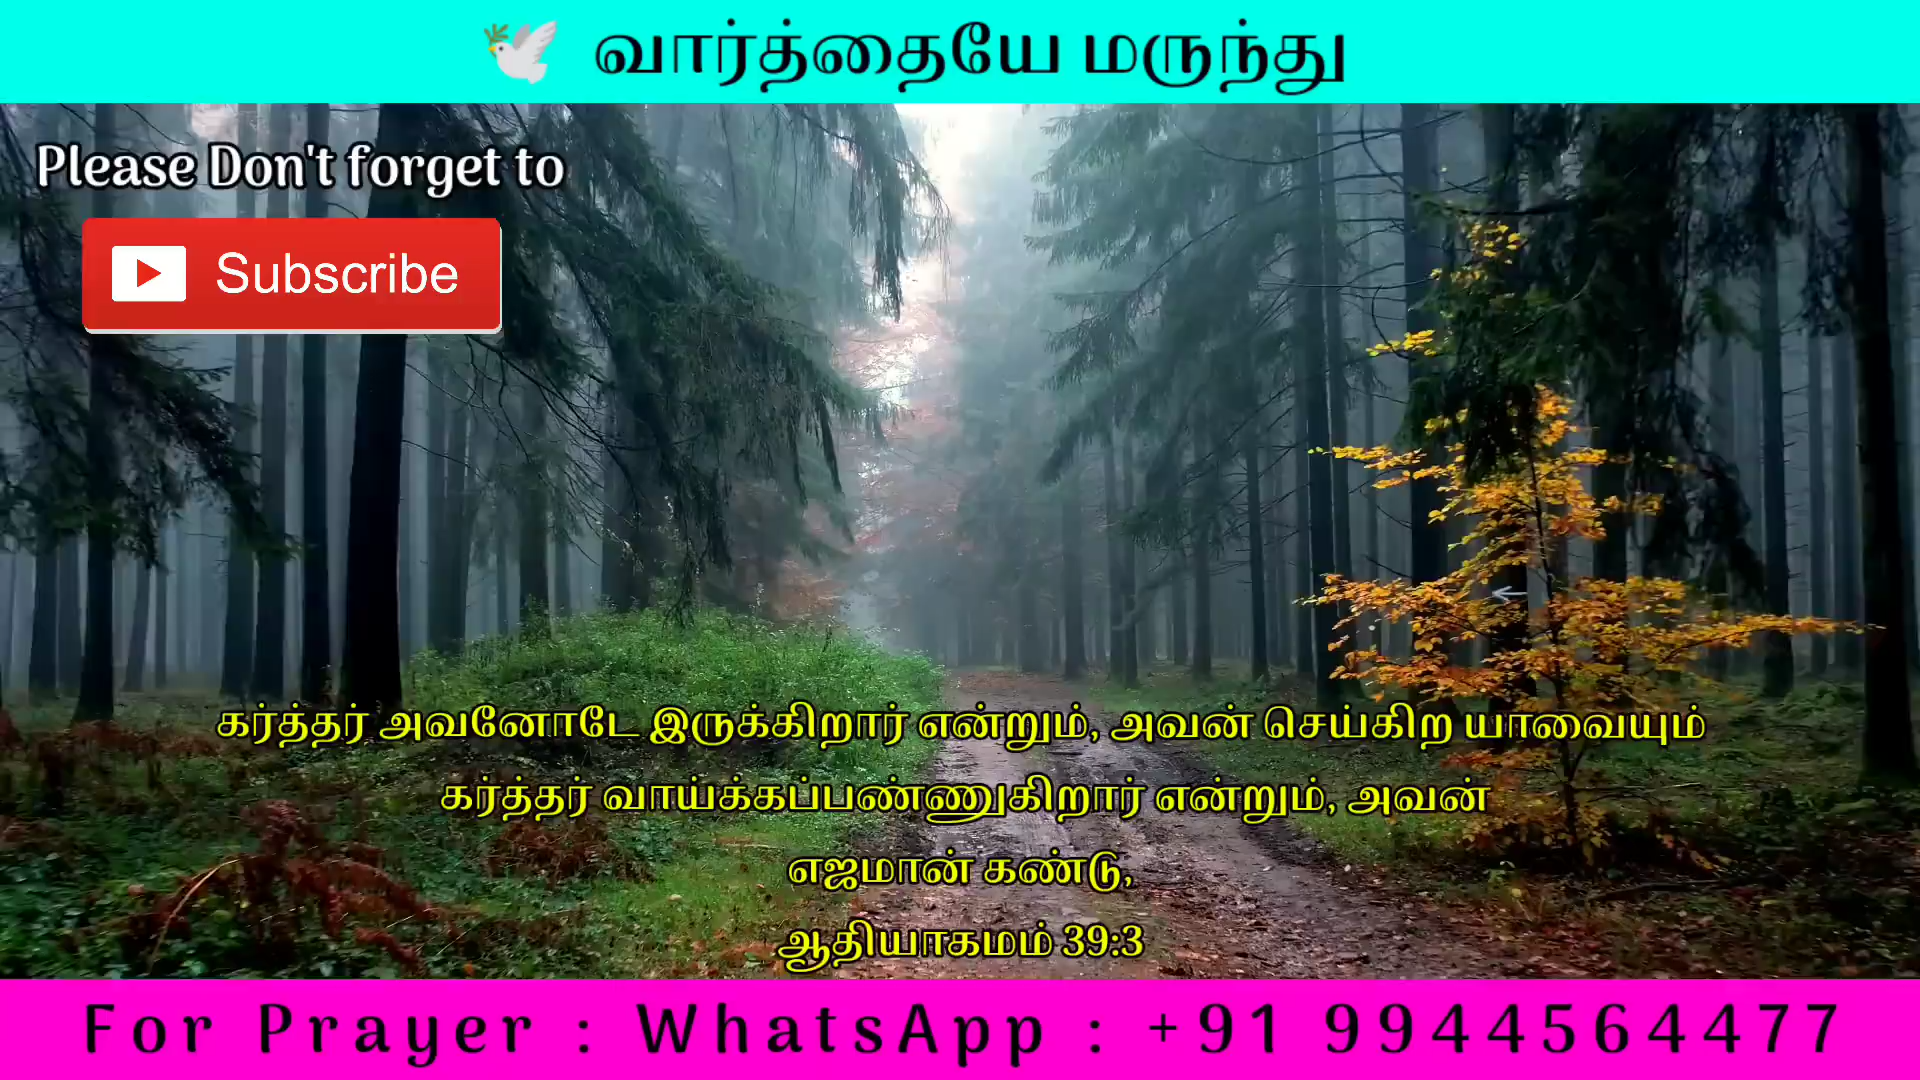 🕊️ வார்த்தையே மருந்து
Please Don't forget to
Subscribe
கர்த்தர் அவனோடே இருக்கிறார் என்றும், அவன் செய்கிற யாவையும்
கர்த்தர் வாய்க்கப்பண்ணுகிறார் என்றும், அவன்
எஜமான் கண்டு,
ஆதியாகமம் 39:3
For Prayer : WhatsApp : +91 9944564477